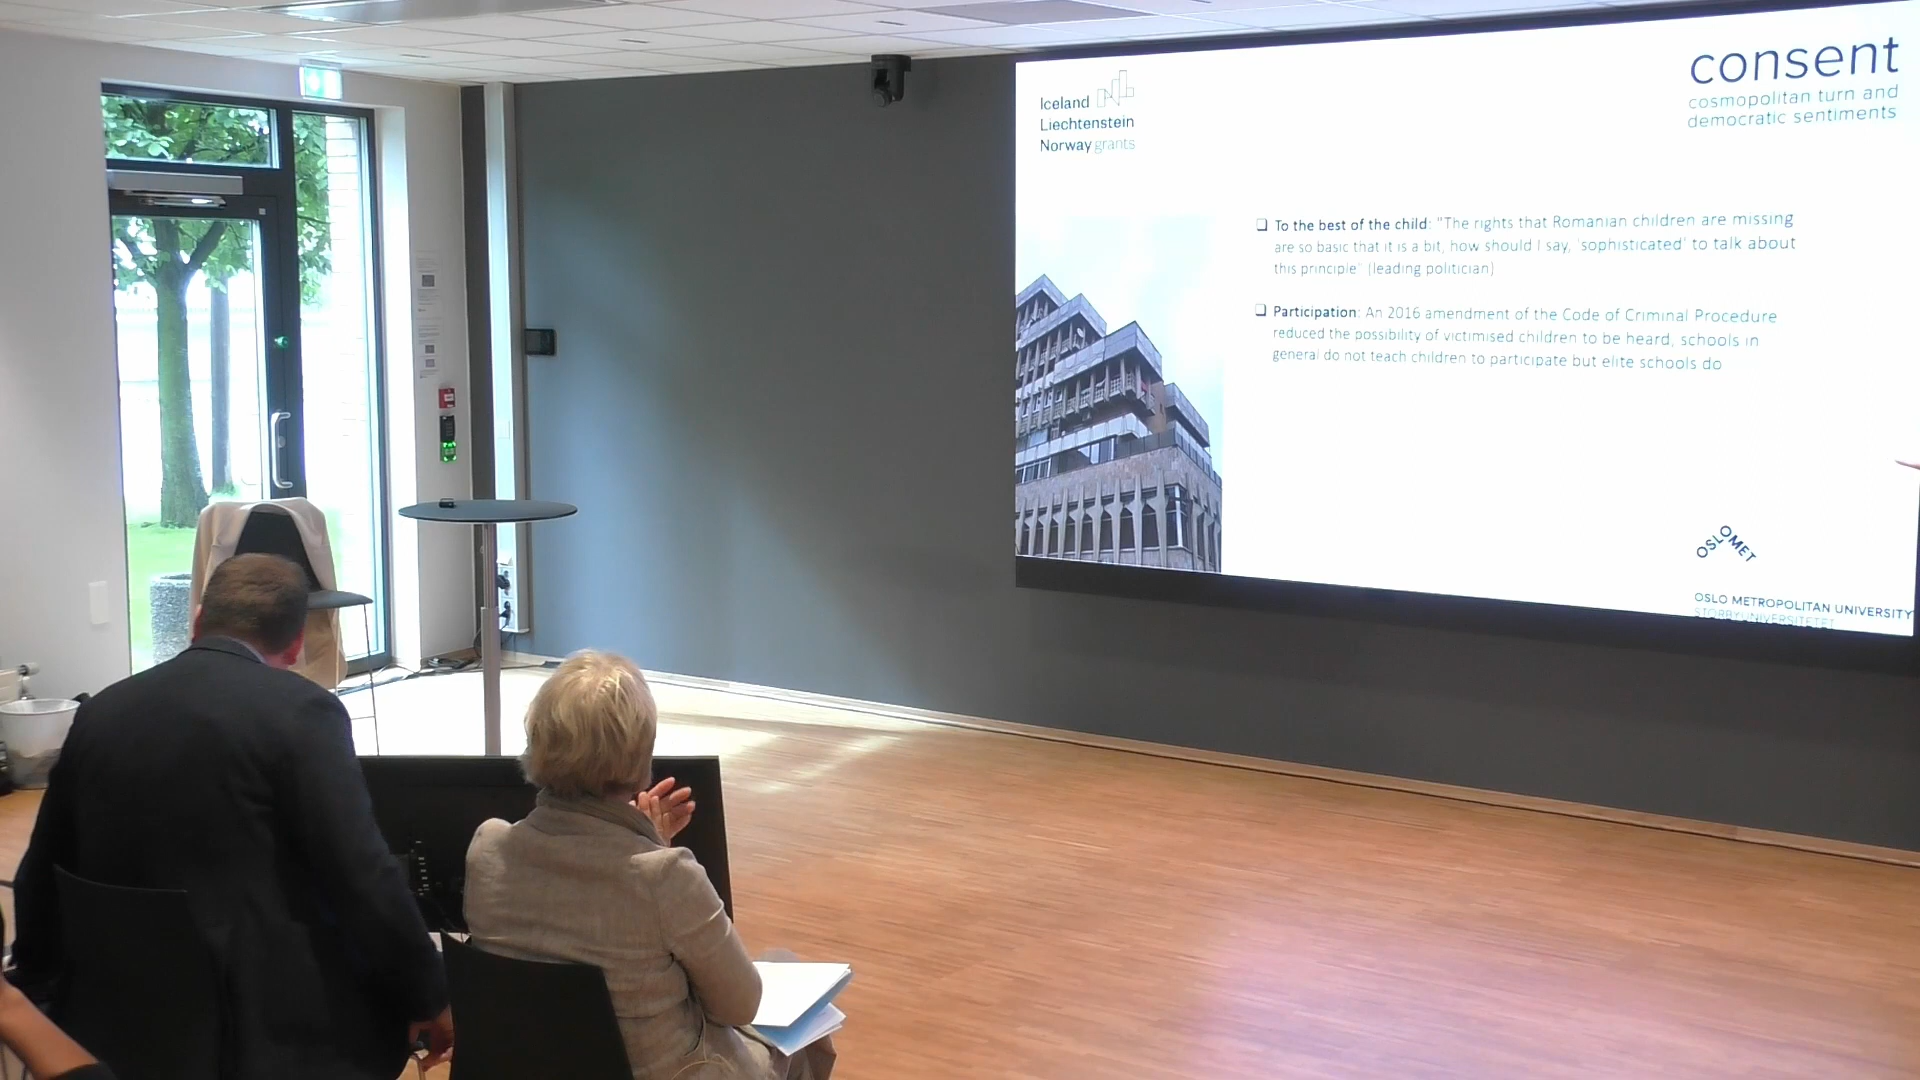 Iceland
Liechtenstein
Norway grants
consent
cosmopolitan turn and
democratic sentiments
❑ To the best of the child: "The rights that Romanian children are missing
are so basic that it is a bit, how should I say, 'sophisticated' to talk about
this principle" (leading politician)
❑ Participation: An 2016 amendment of the Code of Criminal Procedure
reduced the possibility of victimised children to be heard, schools in
general do not teach children to participate but elite schools do
OSLOMET
OSLO METROPOLITAN UNIVERSITY
STORBYUNIVERSITETET